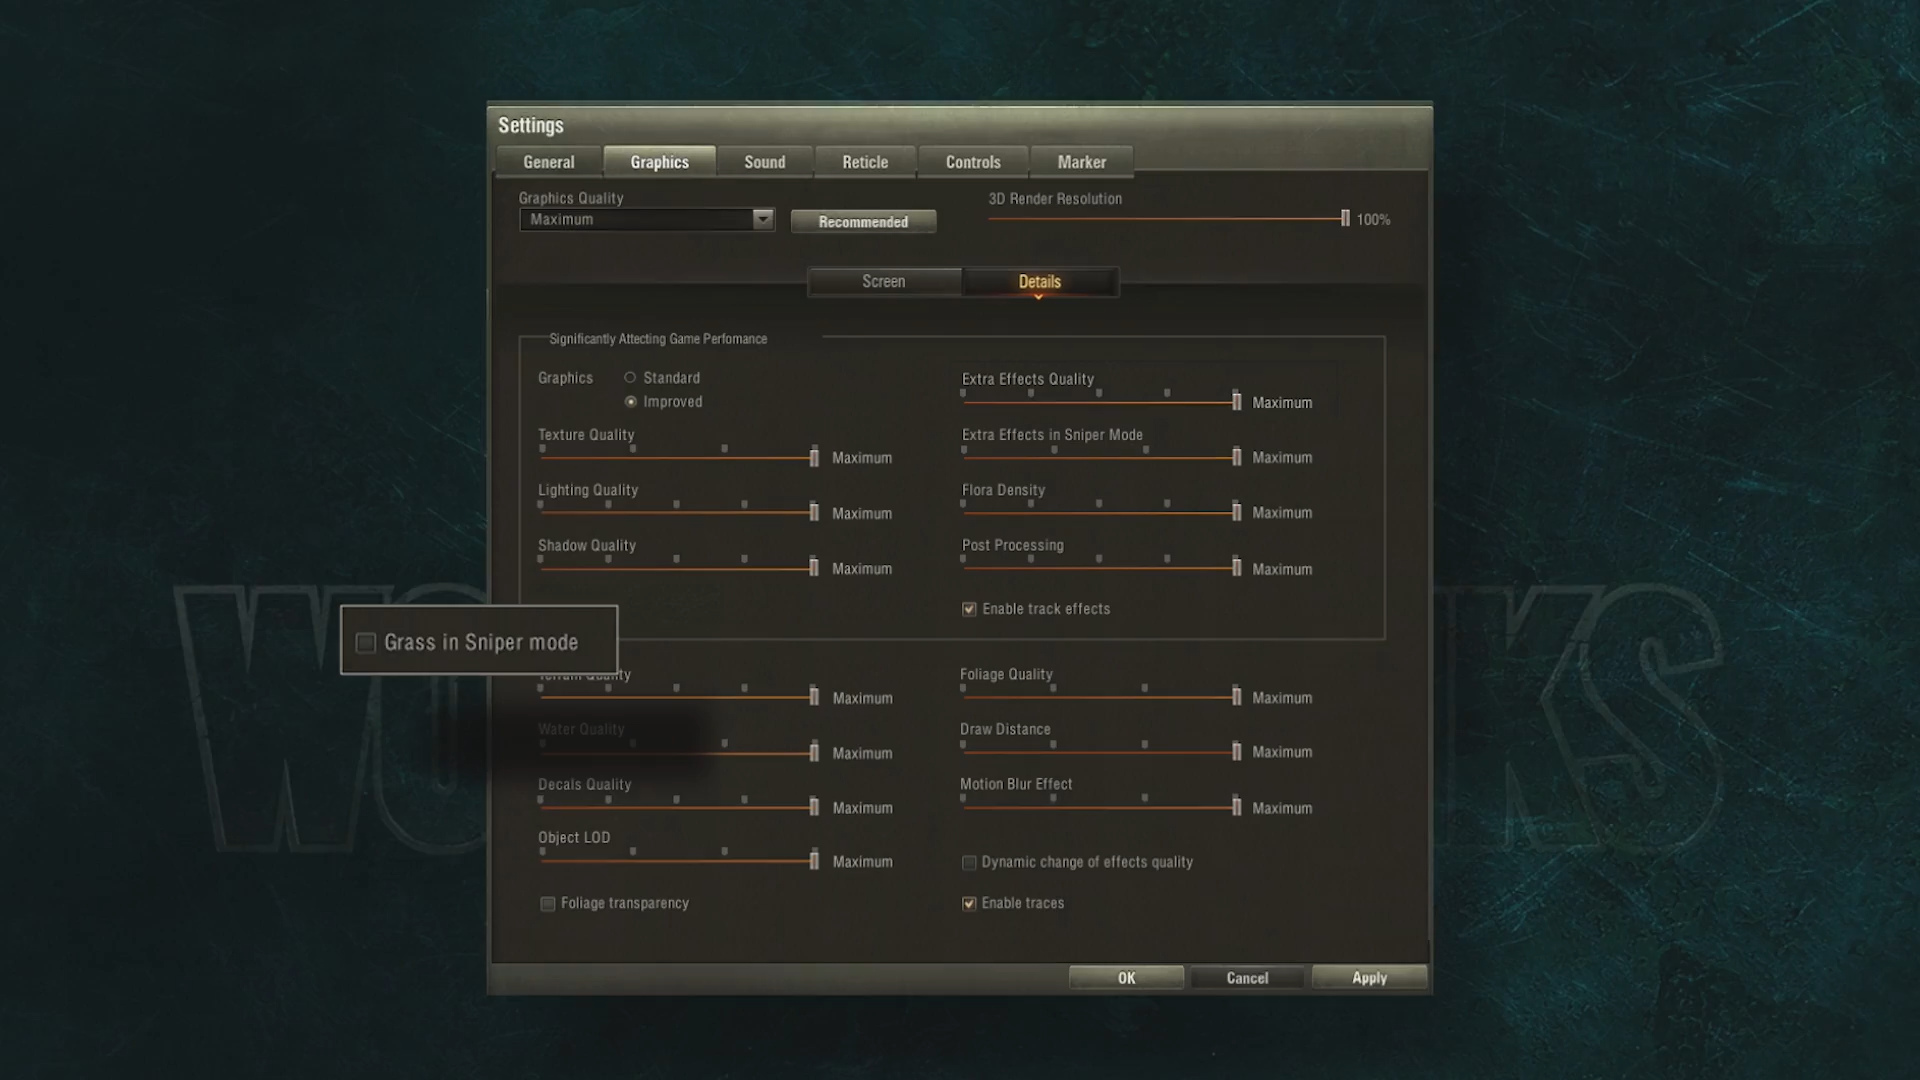 Settings
General Graphics Sound Reticle Controls Marker
Graphics Quality
Maximum
Recommended
3D Render Resolution
100%
Screen Details
Significantly Attecting Game Perfomance
Graphics
Standard
Improved
Texture Quality
Maximum
Lighting Quality
Maximum
Shadow Quality
Maximum
Extra Effects Quality
Maximum
Extra Effects in Sniper Mode
Maximum
Flora Density
Maximum
Post Processing
Maximum
Enable track effects
Grass in Sniper mode
Terrain Quality
Maximum
Water Quality
Maximum
Decals Quality
Maximum
Object LOD
Maximum
Foliage transparency
Foliage Quality
Maximum
Draw Distance
Maximum
Motion Blur Effect
Maximum
Dynamic change of effects quality
Enable traces
OK Cancel Apply